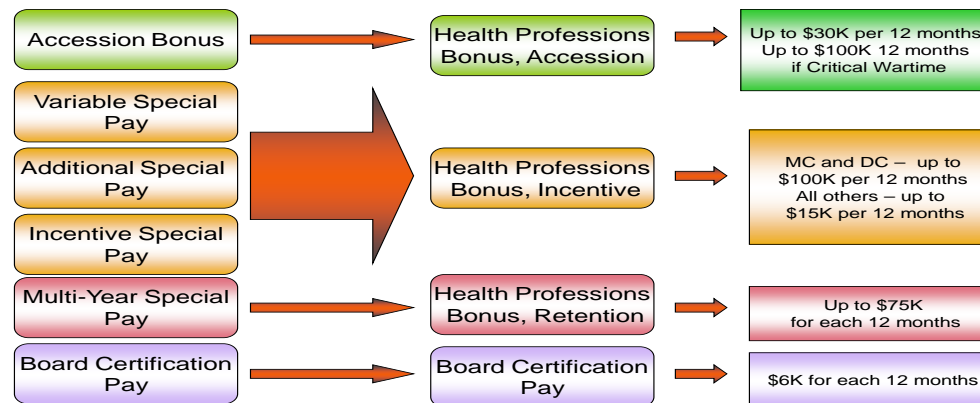 Accession Bonus
Health Professions
Bonus, Accession
Up to $30K per 12 months
Up to $100K 12 months
if Critical Wartime
Variable Special
Pay
Additional Special
Pay
Incentive Special
Pay
Health Professions
Bonus, Incentive
MC and DC – up to
$100K per 12 months
All others – up to
$15K per 12 months
Multi-Year Special
Pay
Health Professions
Bonus, Retention
Up to $75K
for each 12 months
Board Certification
Pay
Board Certification
Pay
$6K for each 12 months